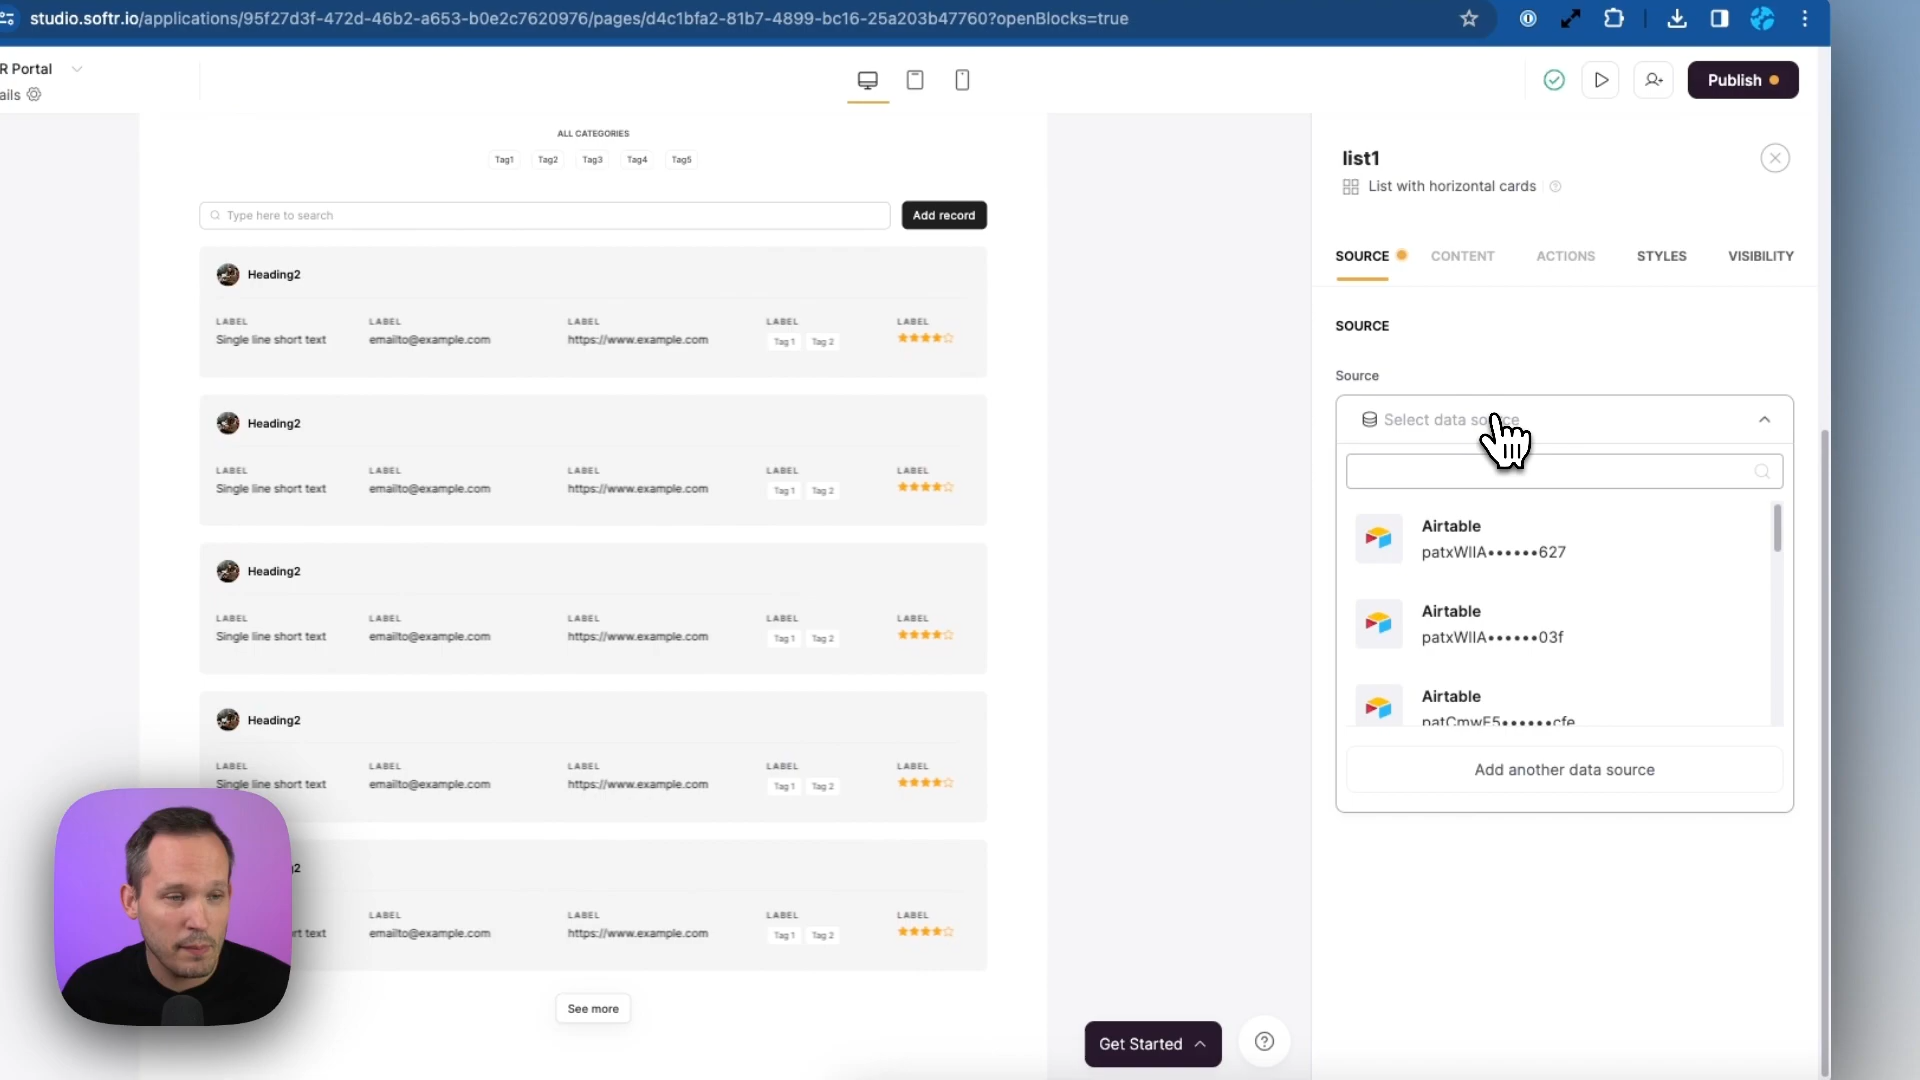 studio.softr.io/applications/95f27d3f-472d-46b2-a653-b0e2c7620976/pages/d4c1bfa2-81b7-4899-bc16-25a203b47760?openBlocks=true
R Portal
ails
Publish
ALL CATEGORIES
Tag1 Tag2 Tag3 Tag4 Tag5
Type here to search
Add record
Heading2
LABEL LABEL LABEL LABEL LABEL
Single line short text emailto@example.com https://www.example.com Tag 1 Tag 2
Heading2
LABEL LABEL LABEL LABEL LABEL
Single line short text emailto@example.com https://www.example.com Tag 1 Tag 2
Heading2
LABEL LABEL LABEL LABEL LABEL
Single line short text emailto@example.com https://www.example.com Tag 1 Tag 2
Heading2
LABEL LABEL LABEL LABEL LABEL
Single line short text emailto@example.com https://www.example.com Tag 1 Tag 2
2
LABEL LABEL LABEL LABEL
rt text emailto@example.com https://www.example.com Tag 1 Tag 2
See more
Get Started
list1
List with horizontal cards
SOURCE CONTENT ACTIONS STYLES VISIBILITY
SOURCE
Source
Select data source
Airtable
patxWIIA••••••627
Airtable
patxWIIA••••••03f
Airtable
patCmwF5••••••cfe
Add another data source